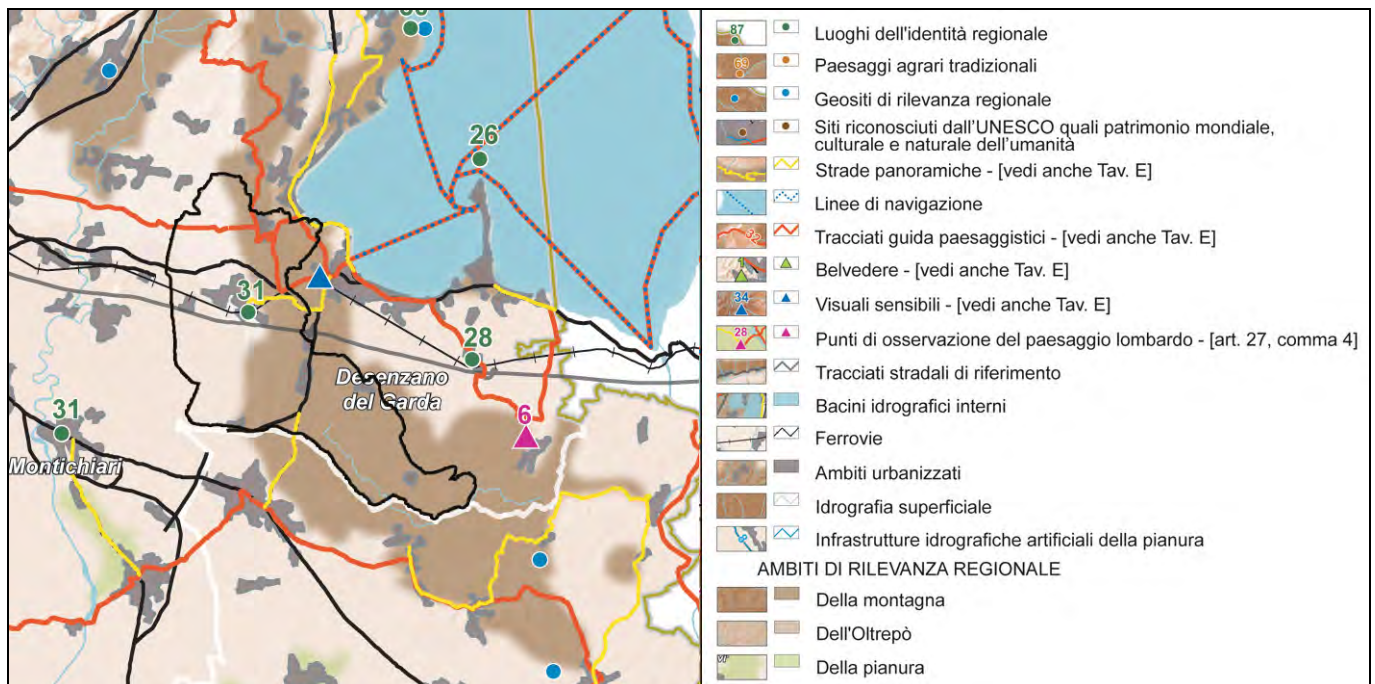 26
31
28
Desenzano
del Garda
6
31
Montichiari
87
Luoghi dell'identità regionale
69
Paesaggi agrari tradizionali
Geositi di rilevanza regionale
Siti riconosciuti dall'UNESCO quali patrimonio mondiale,
culturale e naturale dell'umanità
Strade panoramiche - [vedi anche Tav. E]
Linee di navigazione
32
Tracciati guida paesaggistici - [vedi anche Tav. E]
Belvedere - [vedi anche Tav. E]
34
Visuali sensibili - [vedi anche Tav. E]
28
Punti di osservazione del paesaggio lombardo - [art. 27, comma 4]
Tracciati stradali di riferimento
Bacini idrografici interni
Ferrovie
Ambiti urbanizzati
Idrografia superficiale
Infrastrutture idrografiche artificiali della pianura
AMBITI DI RILEVANZA REGIONALE
Della montagna
Dell'Oltrepò
Della pianura